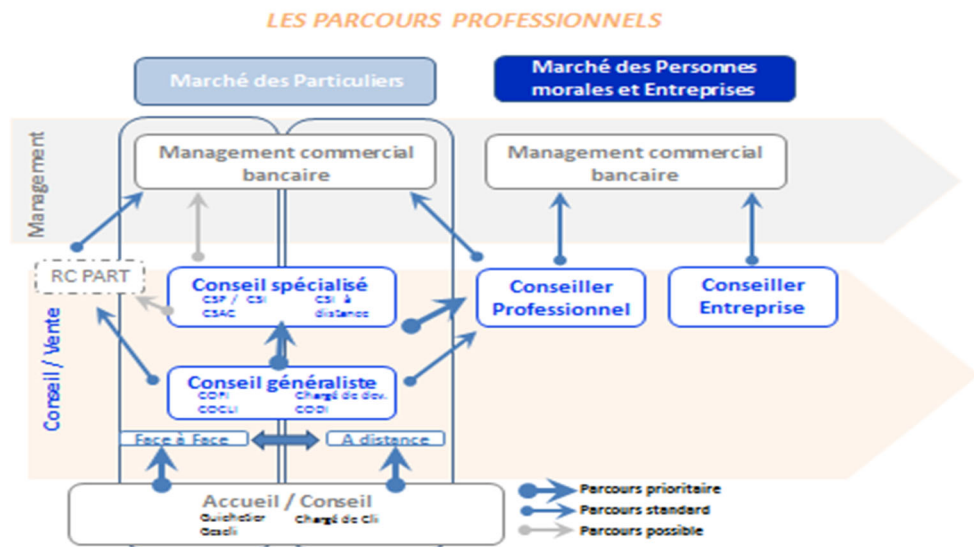 LES PARCOURS PROFESSIONNELS
Marché des Particuliers
Marché des Personnes
morales et Entreprises
Management
Management commercial
bancaire
Management commercial
bancaire
RC PART
Conseil / Vente
Conseil spécialisé
CSP / CSI
CSAC
CSI à
distance
Conseiller
Professionnel
Conseiller
Entreprise
Conseil généraliste
COFI
COCLI
Chargé de dev.
CODI
Face à Face
A distance
Accueil / Conseil
Guichetier
Gescli
Chargé de Cli
Parcours prioritaire
Parcours standard
Parcours possible